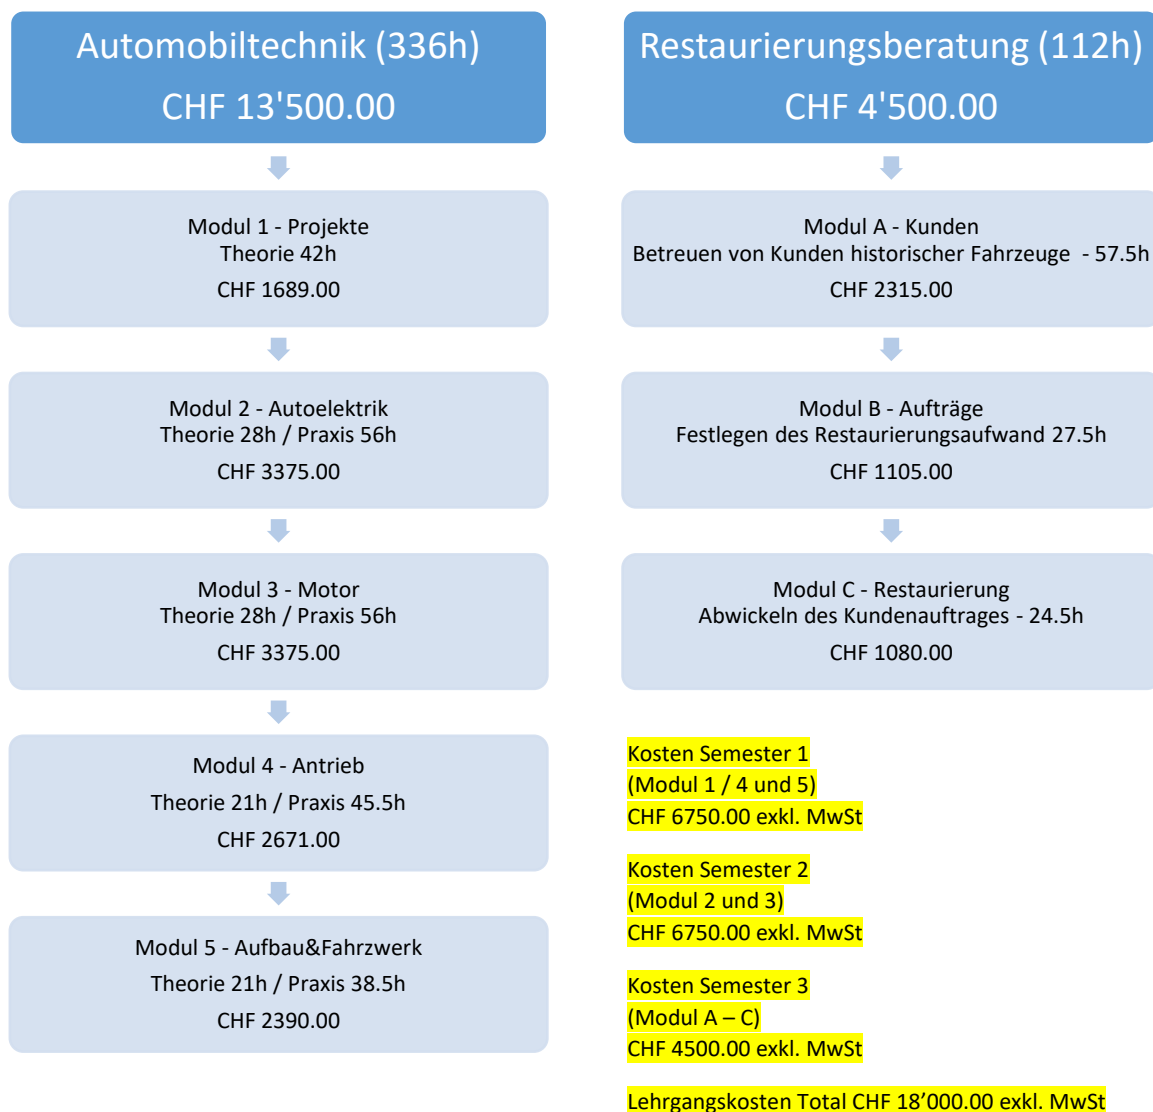 Automobiltechnik (336h)
CHF 13'500.00
Modul 1 - Projekte
Theorie 42h
CHF 1689.00
Modul 2 - Autoelektrik
Theorie 28h / Praxis 56h
CHF 3375.00
Modul 3 - Motor
Theorie 28h / Praxis 56h
CHF 3375.00
Modul 4 - Antrieb
Theorie 21h / Praxis 45.5h
CHF 2671.00
Modul 5 - Aufbau&Fahrzwerk
Theorie 21h / Praxis 38.5h
CHF 2390.00
Restaurierungsberatung (112h)
CHF 4'500.00
Modul A - Kunden
Betreuen von Kunden historischer Fahrzeuge - 57.5h
CHF 2315.00
Modul B - Aufträge
Festlegen des Restaurierungsaufwand 27.5h
CHF 1105.00
Modul C - Restaurierung
Abwickeln des Kundenauftrages - 24.5h
CHF 1080.00
Kosten Semester 1
(Modul 1 / 4 und 5)
CHF 6750.00 exkl. MwSt
Kosten Semester 2
(Modul 2 und 3)
CHF 6750.00 exkl. MwSt
Kosten Semester 3
(Modul A – C)
CHF 4500.00 exkl. MwSt
Lehrgangskosten Total CHF 18’000.00 exkl. MwSt